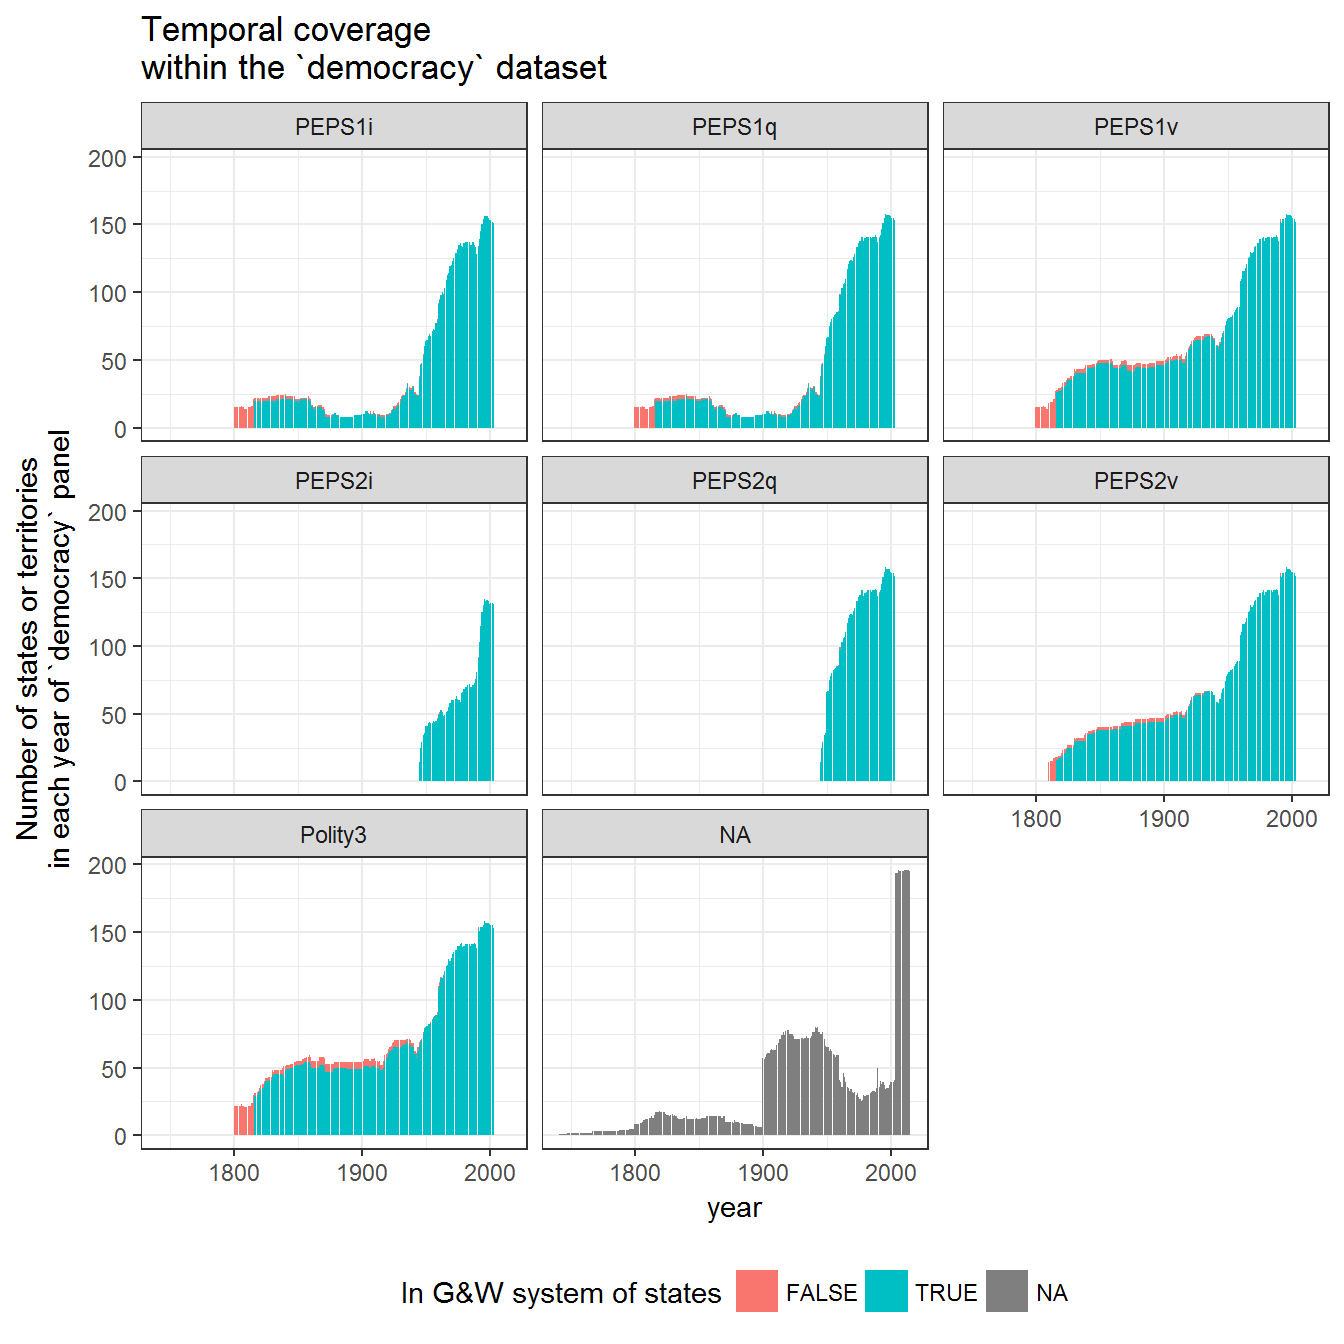 Temporal coverage
within the `democracy` dataset
Number of states or territories
in each year of `democracy` panel
PEPS1i
PEPS1q
PEPS1v
200
150
100
50
0
PEPS2i
PEPS2q
PEPS2v
200
150
100
50
0
1800
1900
2000
Polity3
NA
200
150
100
50
0
1800
1900
2000
1800
1900
2000
year
In G&W system of states
FALSE
TRUE
NA